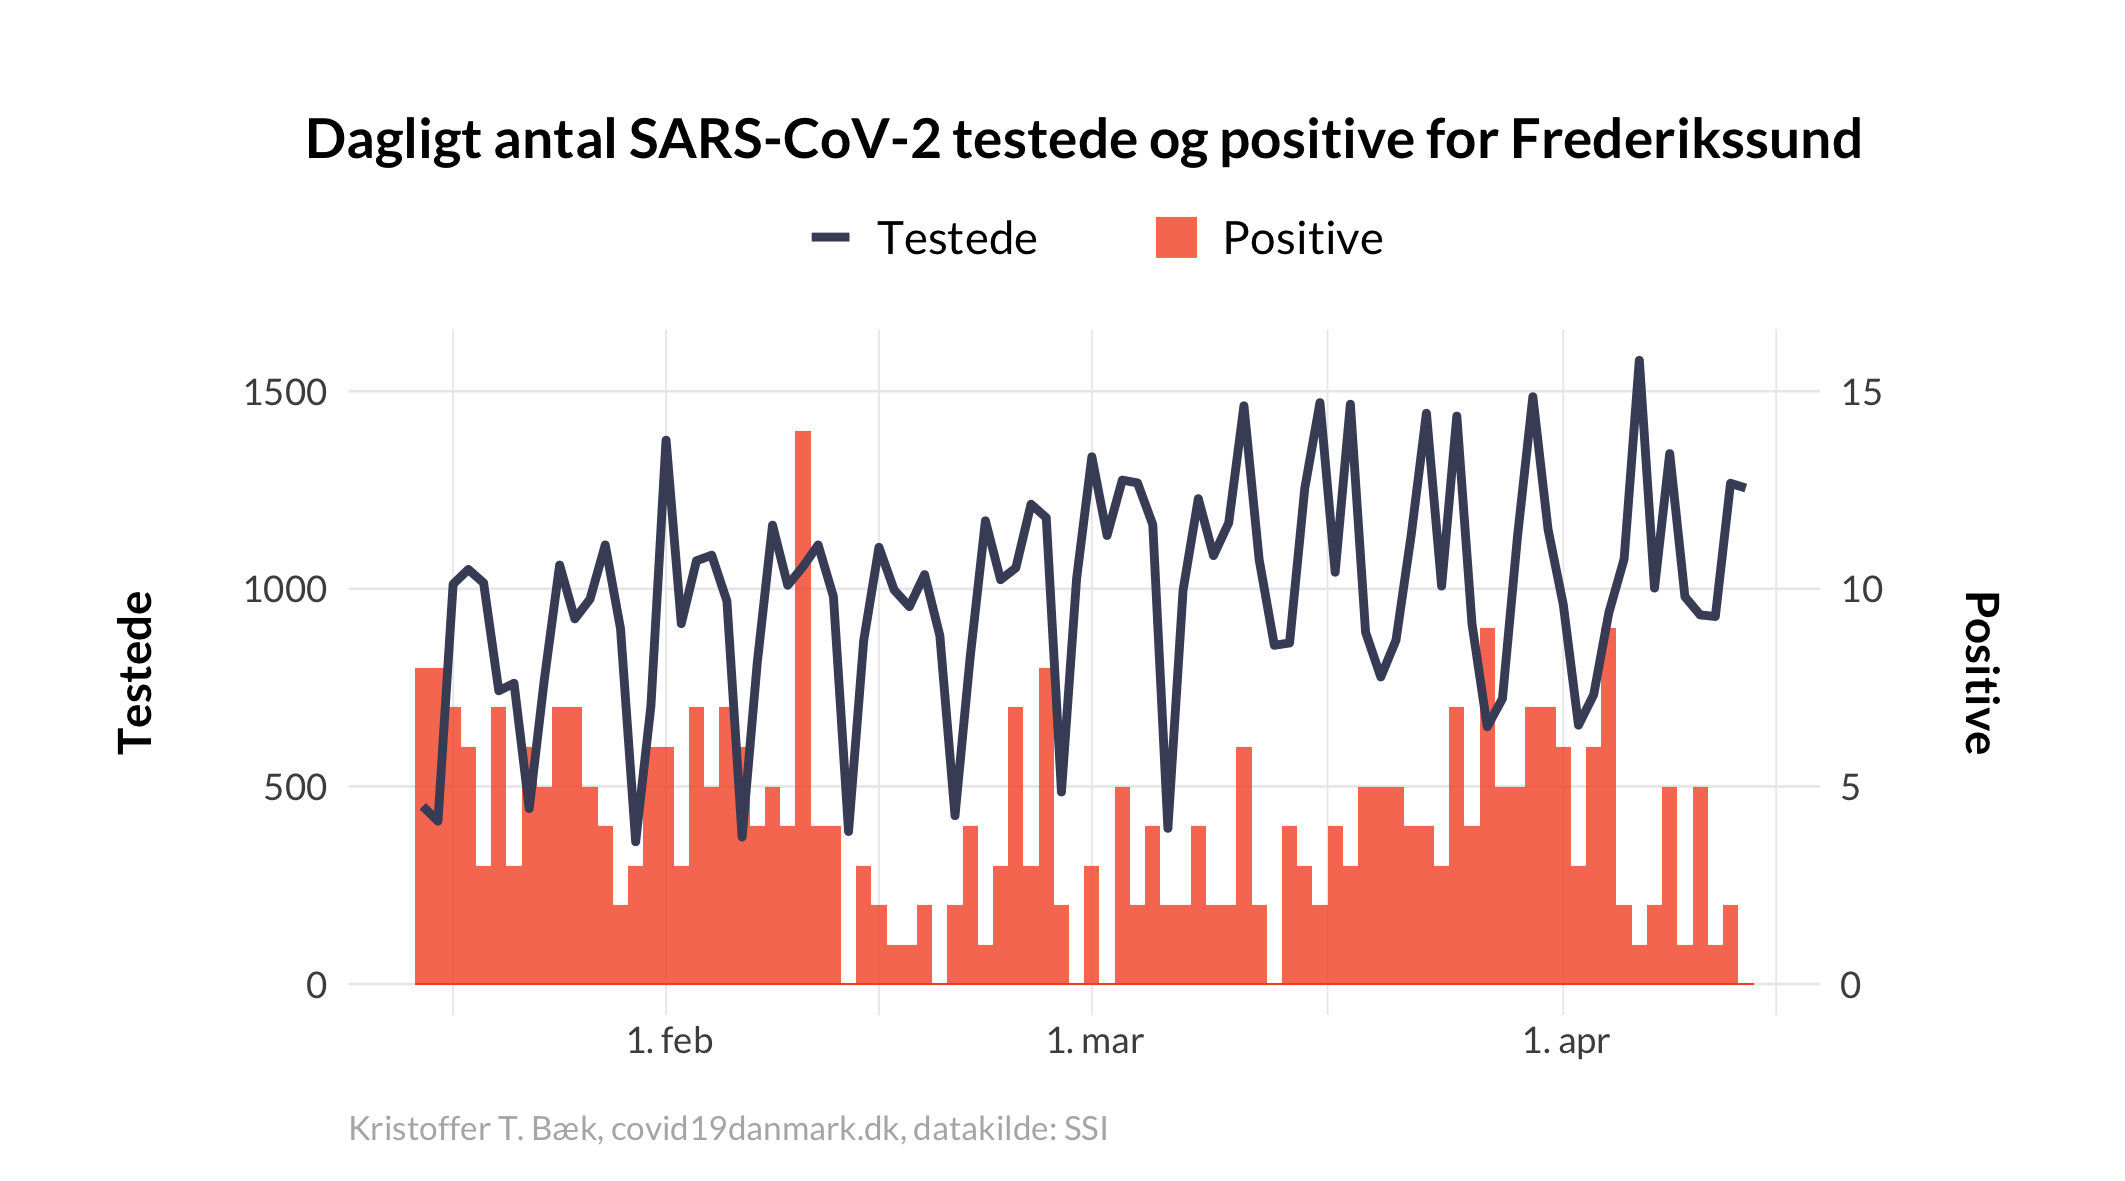 Dagligt antal SARS-CoV-2 testede og positive for Frederikssund
Testede
Positive
1500
1000
500
0
15
10
5
0
Testede
Positive
1. feb
1. mar
1. apr
Kristoffer T. Bæk, covid19danmark.dk, datakilde: SSI